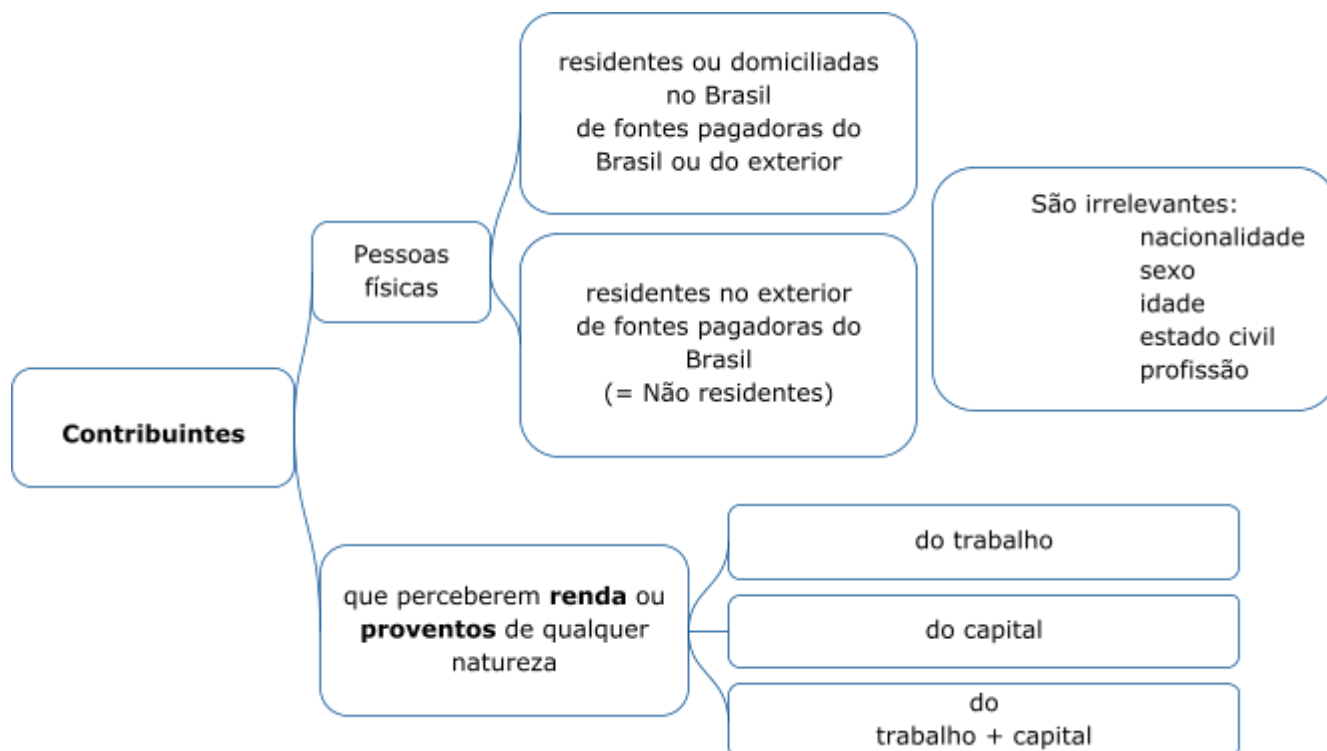 Contribuintes
Pessoas
físicas
residentes ou domiciliadas
no Brasil
de fontes pagadoras do
Brasil ou do exterior
residentes no exterior
de fontes pagadoras do
Brasil
(= Não residentes)
São irrelevantes:
nacionalidade
sexo
idade
estado civil
profissão
que perceberem renda ou
proventos de qualquer
natureza
do trabalho
do capital
do
trabalho + capital